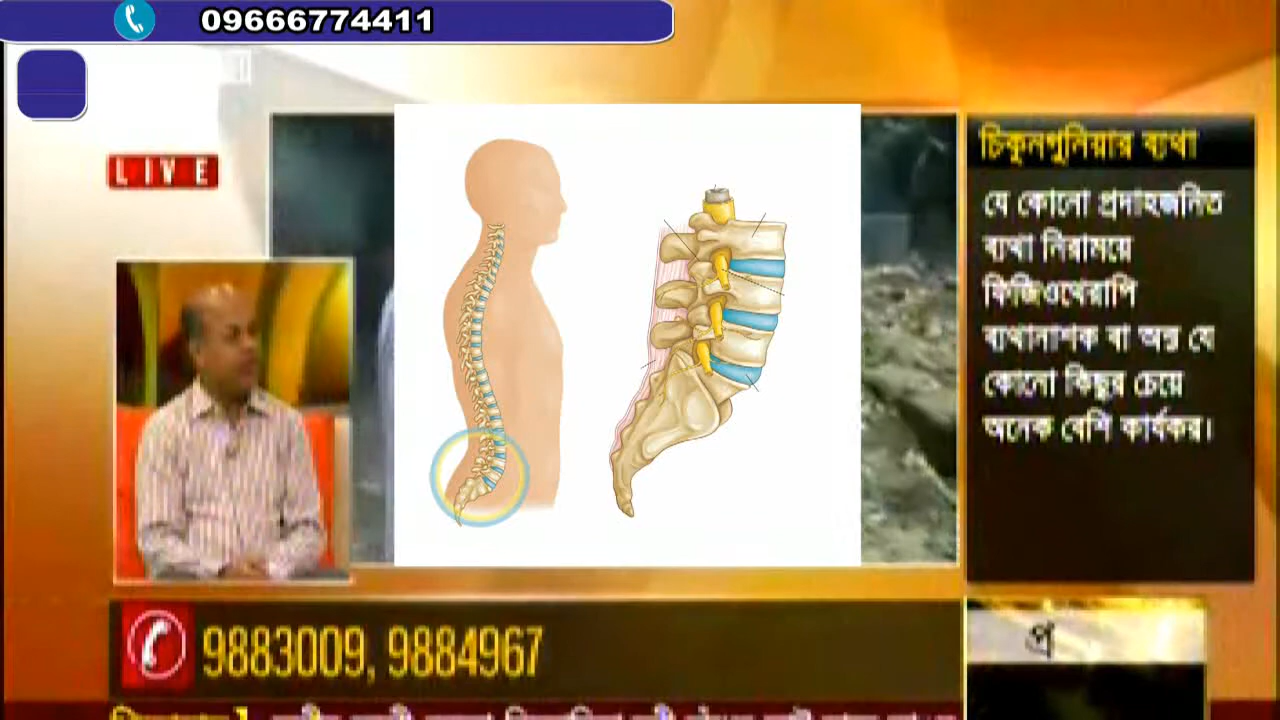 09666774411
LIVE
চিকুনগুনিয়ার ব্যথা
যে কোনো প্রদাহজনিত
ব্যথা নিরাময়ে
ফিজিওথেরাপি
ব্যথানাশক বা অন্য যে
কোনো কিছুর চেয়ে
অনেক বেশি কার্যকর।
9883009, 9884967
প্র